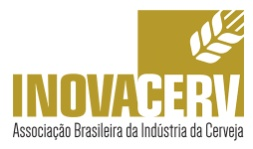 INOVACERV
Associação Brasileira da Indústria da Cerveja